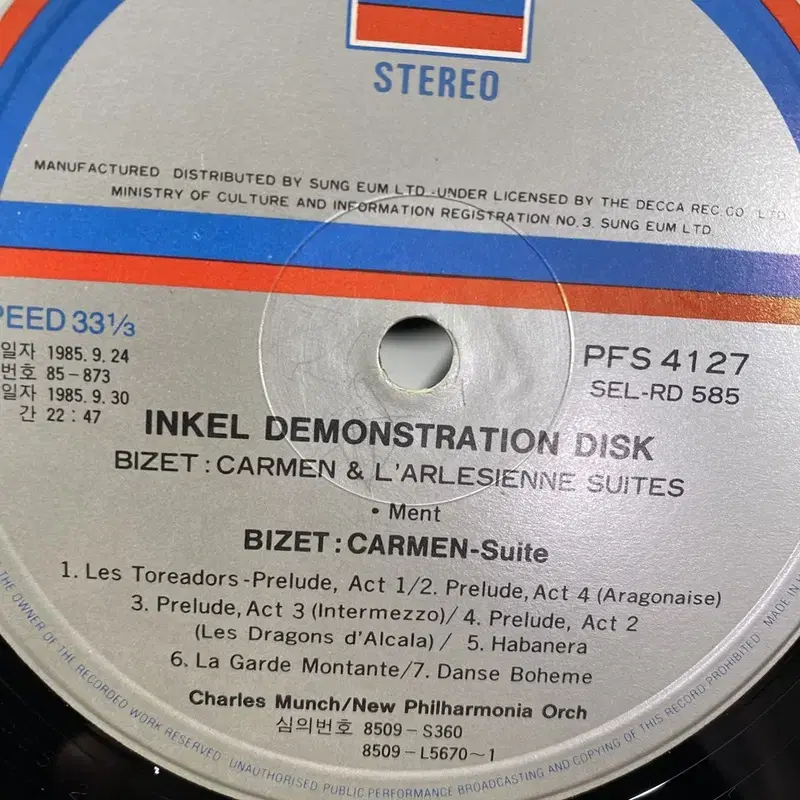 STEREO
MANUFACTURED DISTRIBUTED BY SUNG EUM LTD.-UNDER LICENSED BY THE DECCA REC.CO LTD
MINISTRY OF CULTURE AND INFORMATION REGISTRATION NO.3. SUNG EUM LTD
PEED 33⅓
일자 1985. 9. 24
번호 85-873
일자 1985. 9. 30
간 22 : 47
PFS 4127
SEL-RD 585
INKEL DEMONSTRATION DISK
BIZET : CARMEN & L'ARLESIENNE SUITES
• Ment
BIZET : CARMEN-Suite
1. Les Toreadors-Prelude, Act 1/2. Prelude, Act 4 (Aragonaise)
3. Prelude, Act 3 (Intermezzo)/ 4. Prelude, Act 2
(Les Dragons d'Alcala) / 5. Habanera
6. La Garde Montante/7. Danse Boheme
Charles Munch/New Philharmonia Orch
심의번호 8509-S360
8509-L5670~1
THE OWNER OF THE RECORDED WORK RESERVED UNAUTHORISED PUBLIC PERFORMANCE BROADCASTING AND COPYING OF THIS RECORD PROHIBITED MADE IN